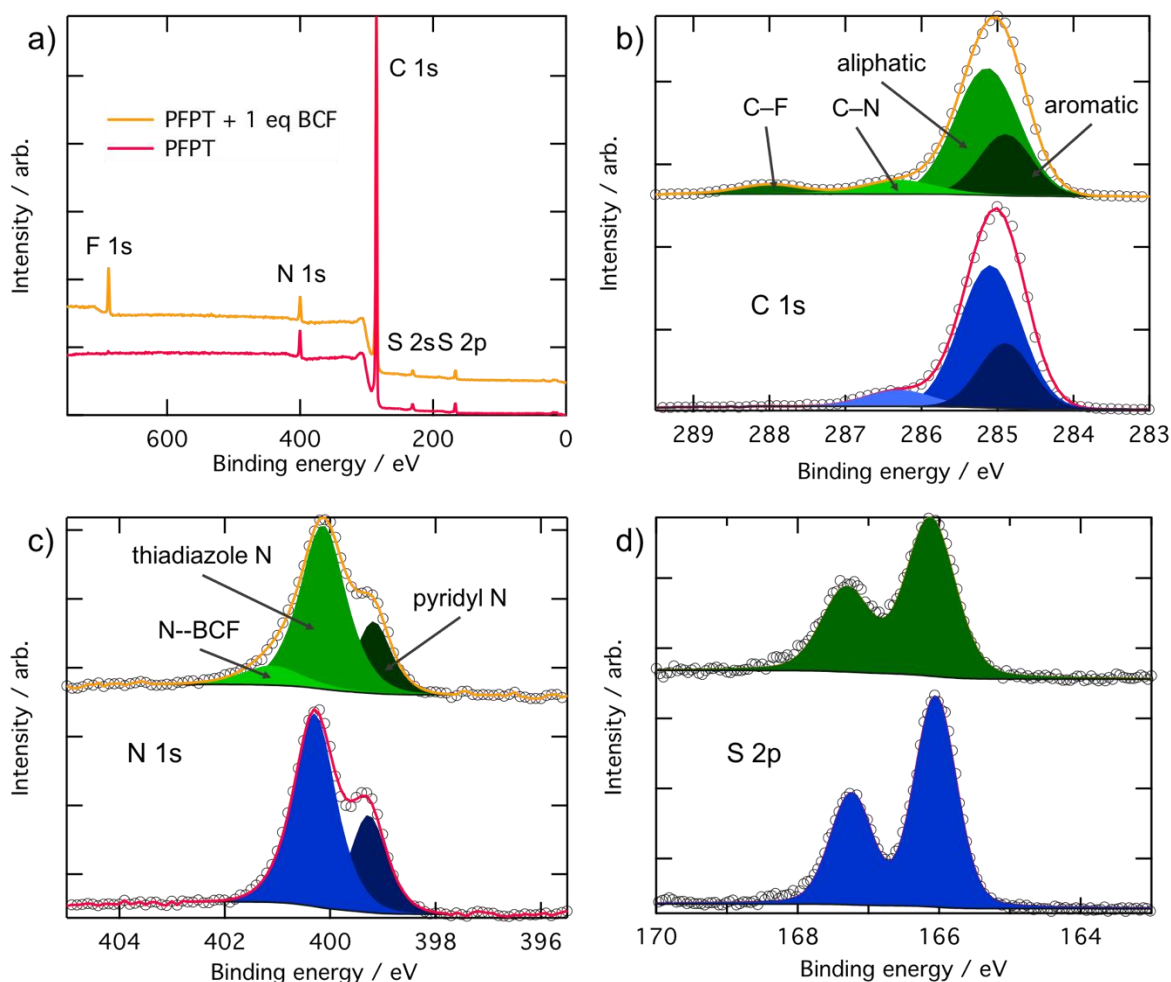 a)
C 1s
PFPT + 1 eq BCF
PFPT
F 1s
N 1s
S 2s S 2p
Intensity / arb.
600
400
200
0
Binding energy / eV
b)
aliphatic
C–F
C–N
aromatic
C 1s
Intensity / arb.
289
288
287
286
285
284
283
Binding energy / eV
c)
thiadiazole N
pyridyl N
N--BCF
N 1s
Intensity / arb.
404
402
400
398
396
Binding energy / eV
d)
S 2p
Intensity / arb.
170
168
166
164
Binding energy / eV